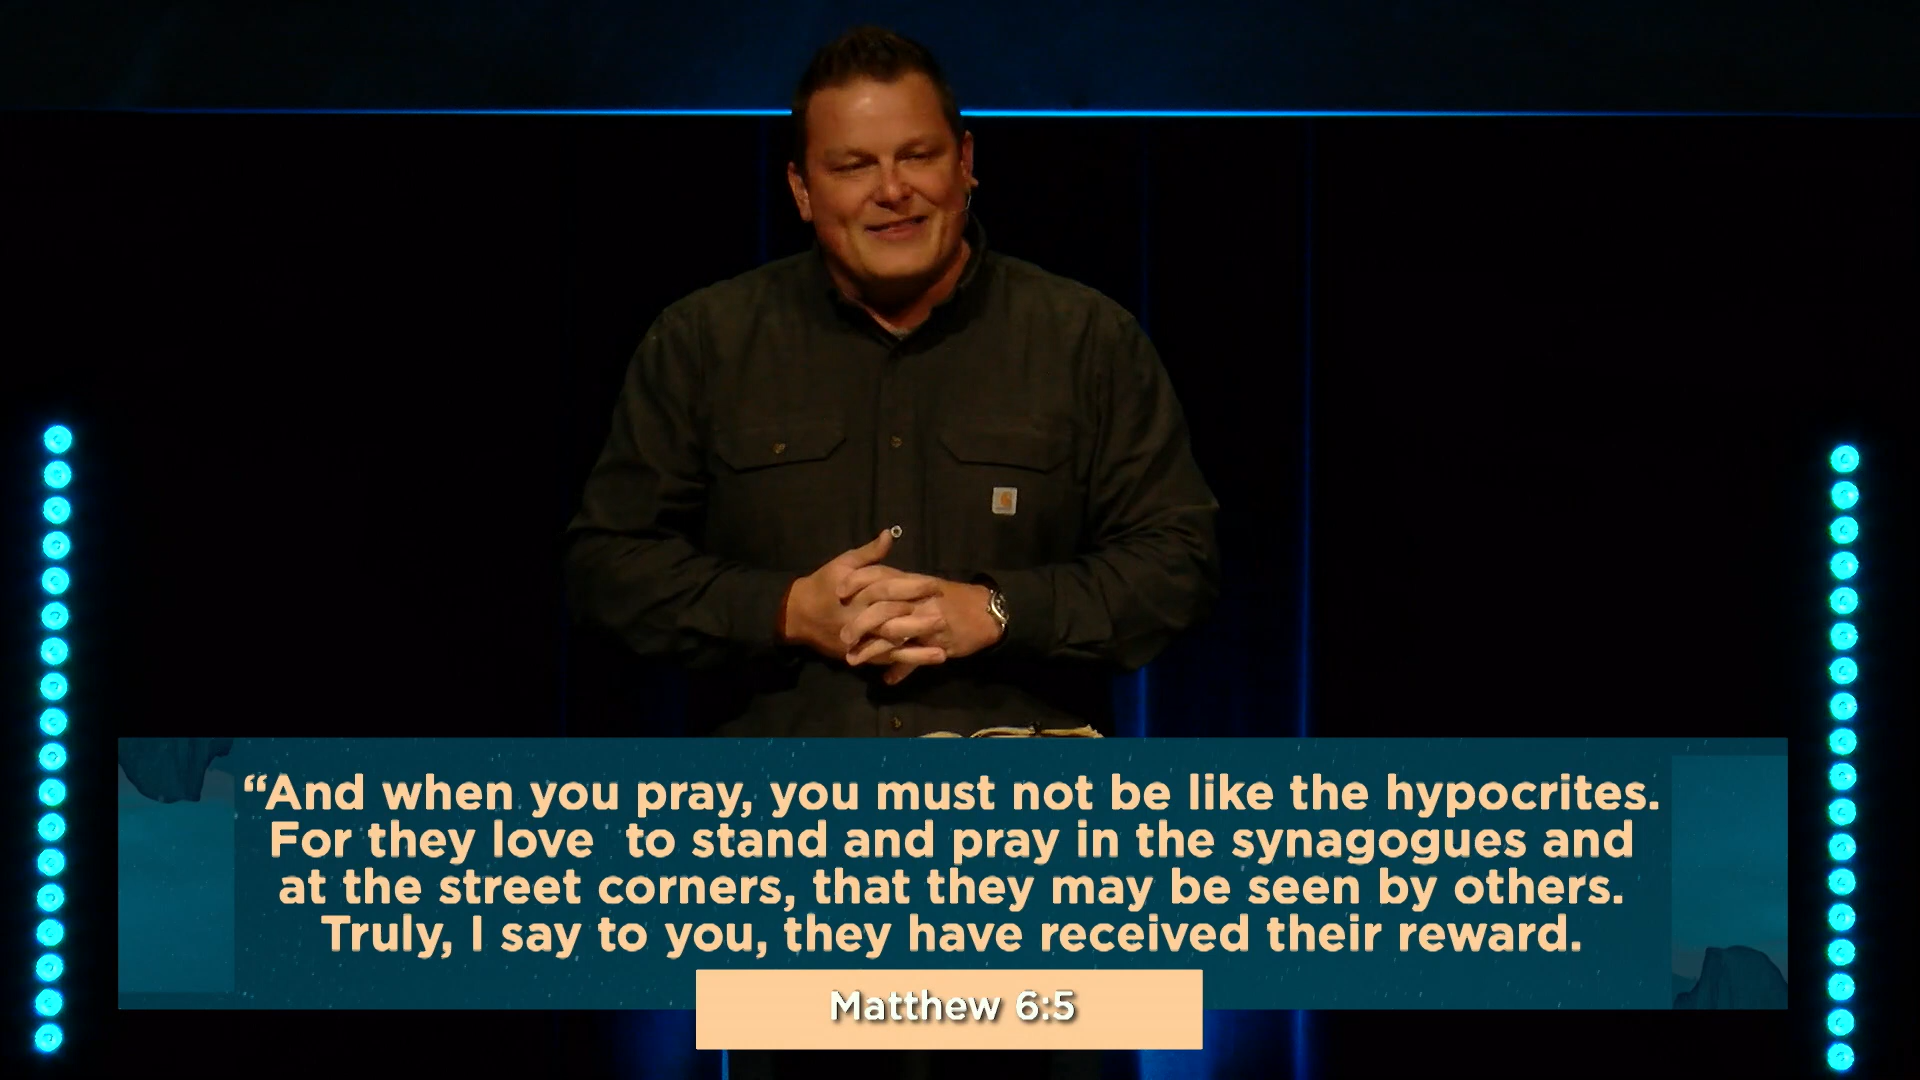 “And when you pray, you must not be like the hypocrites.
For they love  to stand and pray in the synagogues and
at the street corners, that they may be seen by others.
Truly, I say to you, they have received their reward.
Matthew 6:5